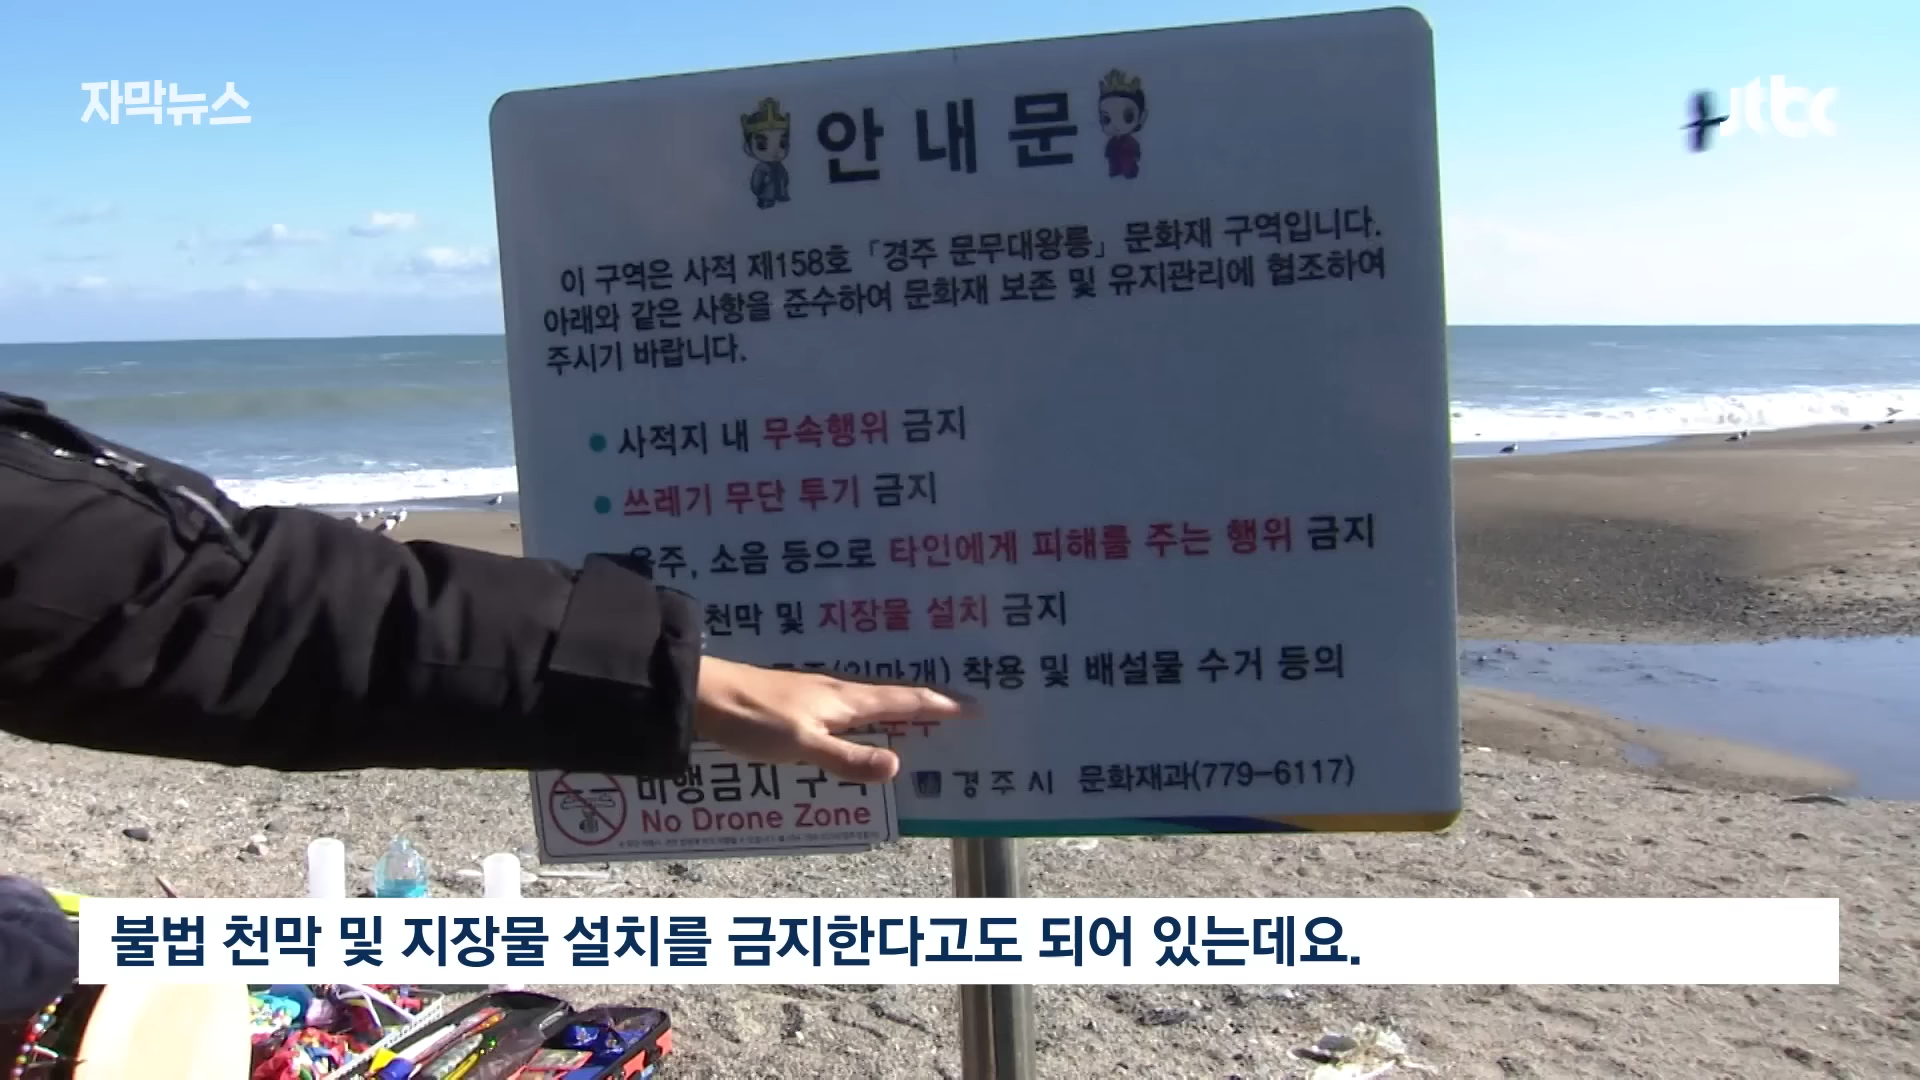 자막뉴스
jtbc
안내문
이 구역은 사적 제158호 「경주 문무대왕릉」 문화재 구역입니다.
아래와 같은 사항을 준수하여 문화재 보존 및 유지관리에 협조하여
주시기 바랍니다.
사적지 내 무속행위 금지
쓰레기 무단 투기 금지
음주, 소음 등으로 타인에게 피해를 주는 행위 금지
천막 및 지장물 설치 금지
착용 및 배설물 수거 등의
경주시 문화재과(779-6117)
비행금지 구역
No Drone Zone
불법 천막 및 지장물 설치를 금지한다고도 되어 있는데요.